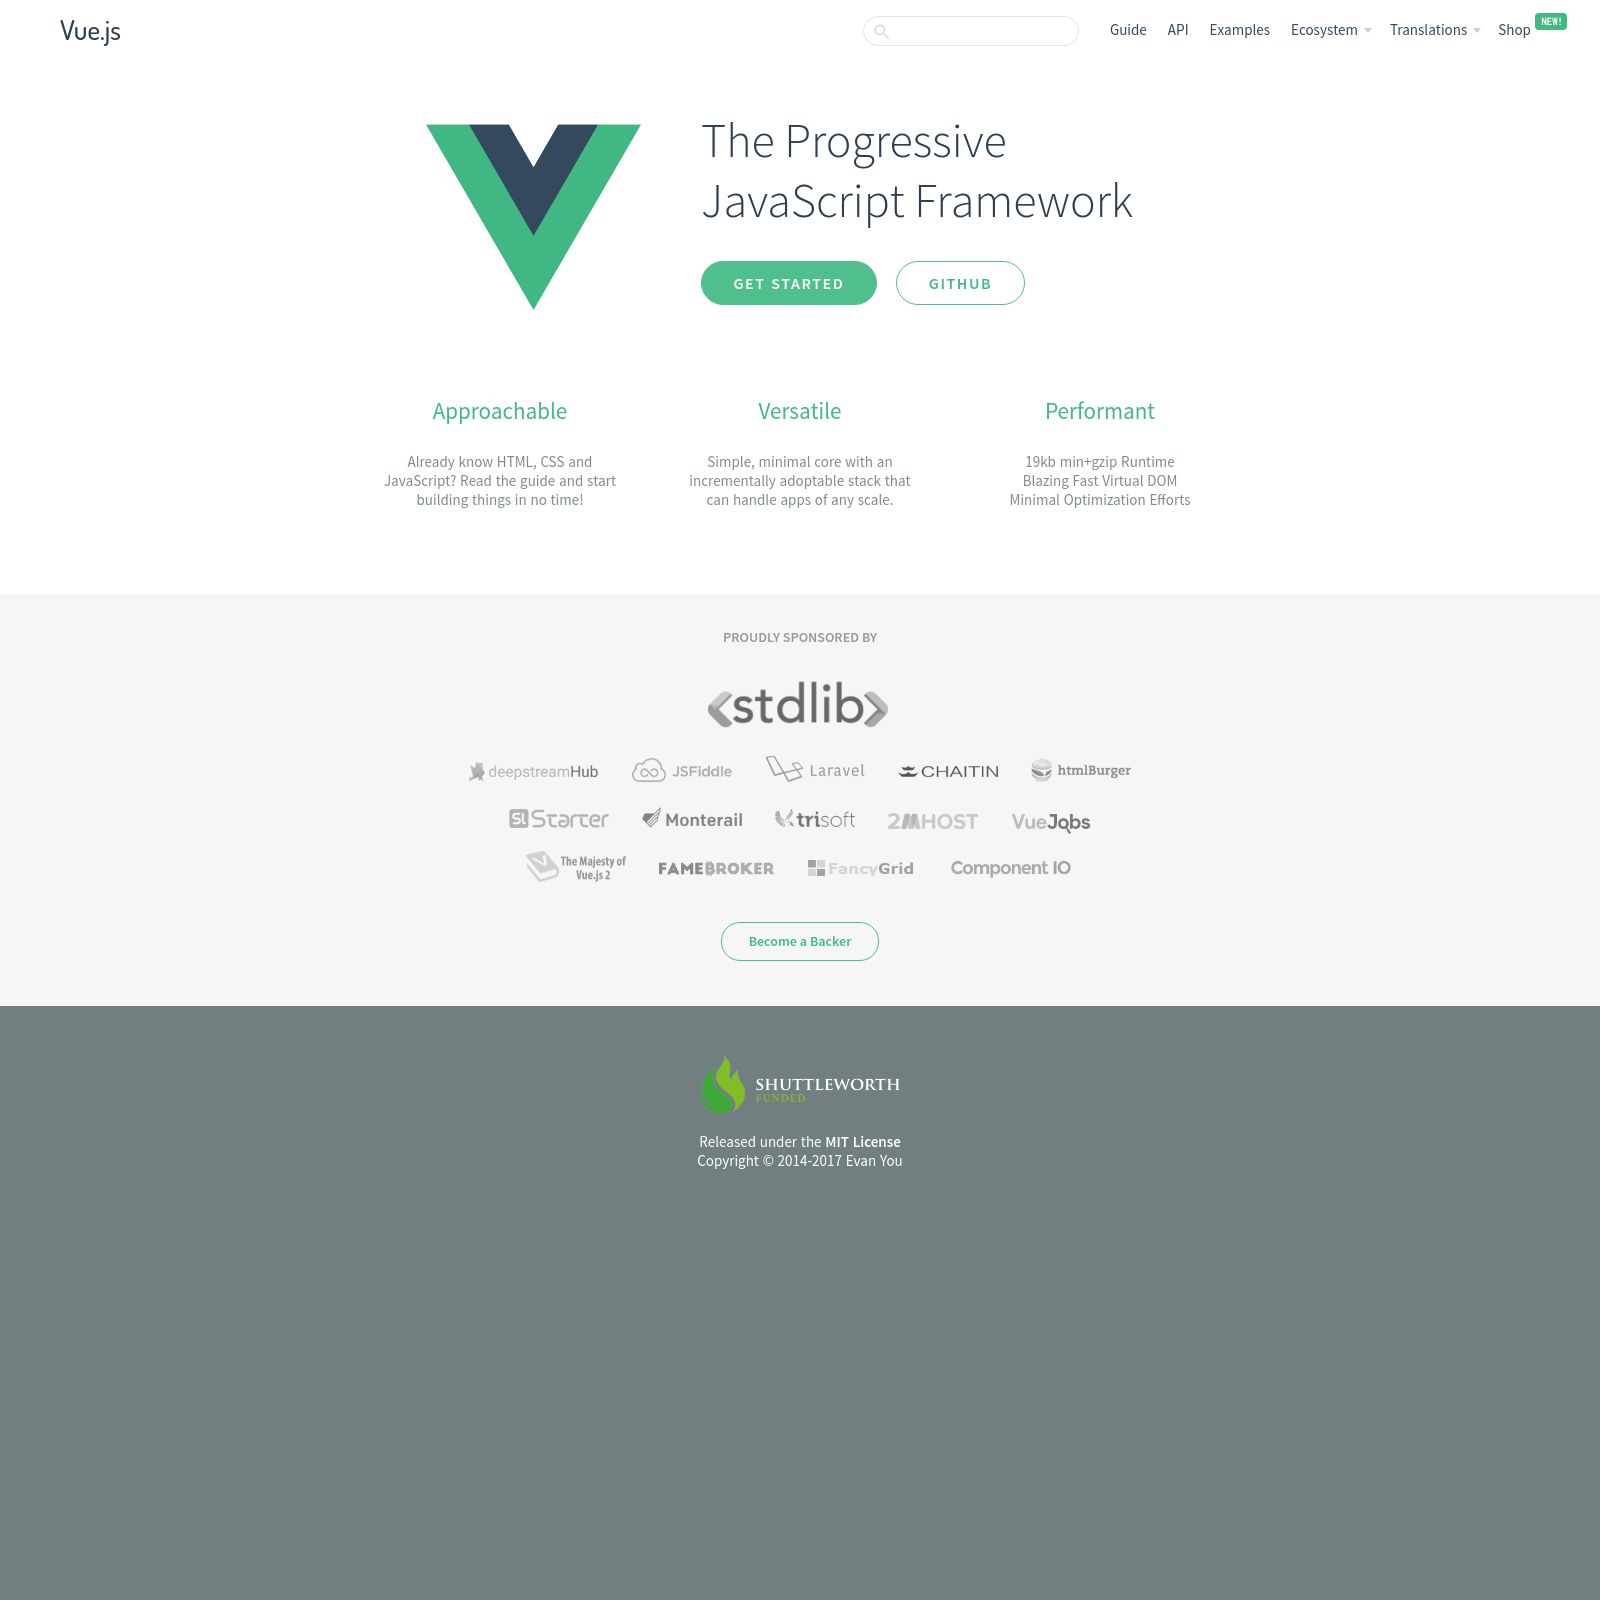 Vue.js
Guide API Examples Ecosystem Translations Shop NEW!
The Progressive
JavaScript Framework
GET STARTED GITHUB
Approachable
Already know HTML, CSS and
JavaScript? Read the guide and start
building things in no time!
Versatile
Simple, minimal core with an
incrementally adoptable stack that
can handle apps of any scale.
Performant
19kb min+gzip Runtime
Blazing Fast Virtual DOM
Minimal Optimization Efforts
PROUDLY SPONSORED BY
<stdlib>
deepstreamHub JSFiddle Laravel CHAITIN htmlBurger
SL Starter Monterail trisoft 2MHOST VueJobs
The Majesty of
Vue.js 2
FAMEBROKER FancyGrid Component IO
Become a Backer
SHUTTLEWORTH
FUNDED
Released under the MIT License
Copyright © 2014-2017 Evan You